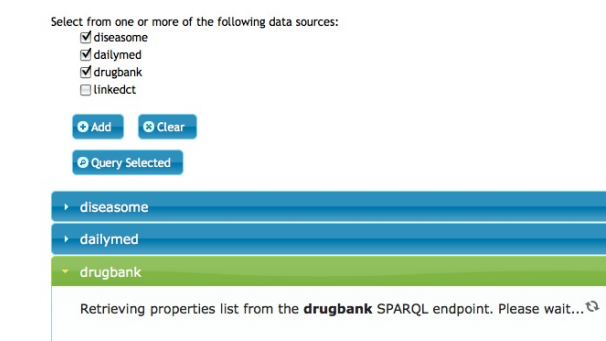 Select from one or more of the following data sources:
diseasome
dailymed
drugbank
linkedct
Add Clear
Query Selected
diseasome
dailymed
drugbank
Retrieving properties list from the drugbank SPARQL endpoint. Please wait...